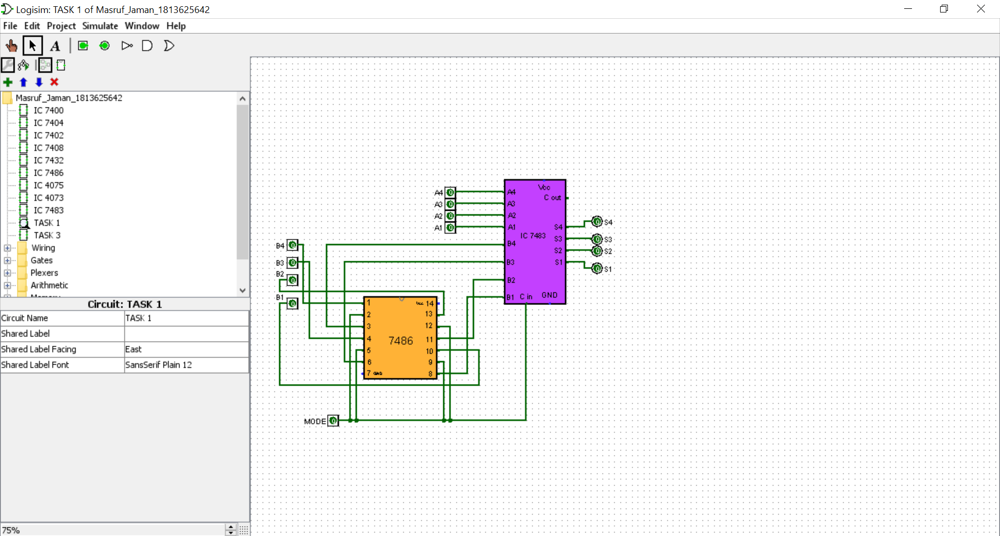 Logisim: TASK 1 of Masruf_Jaman_1813625642
File Edit Project Simulate Window Help
A
Masruf_Jaman_1813625642
IC 7400
IC 7404
IC 7402
IC 7408
IC 7432
IC 7486
IC 4075
IC 4073
IC 7483
TASK 1
TASK 3
Wiring
Gates
Plexers
Arithmetic
Circuit: TASK 1
Circuit Name TASK 1
Shared Label
Shared Label Facing East
Shared Label Font SansSerif Plain 12
75%
A4 0
A3 0
A2 0
A1 0
B4 0
B3 0
B2 0
B1 0
MODE 0
1 Vcc 14
2 13
3 12
4 11
5 10
6 9
7 GND 8
7486
Vcc
A4 C out
A3
A2
A1 S4
IC 7483
B4 S3
S2
B3 S1
B2
B1 C in GND
0 S4
0 S3
0 S2
0 S1